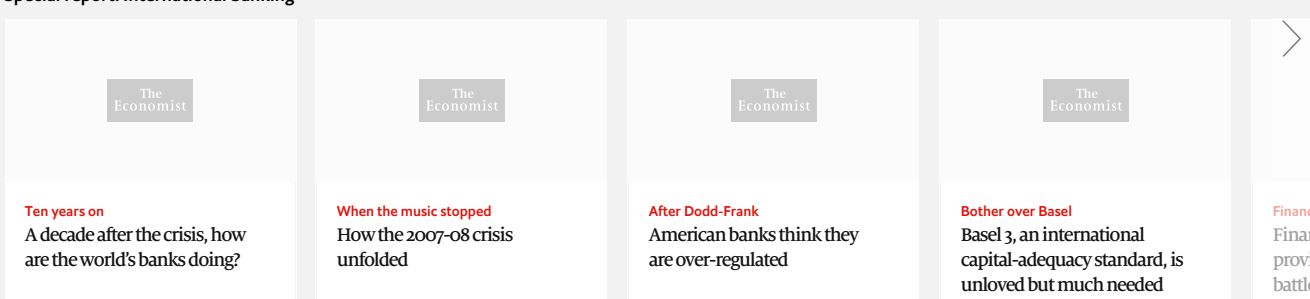 Special report: International banking
The
Economist
The
Economist
The
Economist
The
Economist
Ten years on
A decade after the crisis, how
are the world's banks doing?
When the music stopped
How the 2007-08 crisis
unfolded
After Dodd-Frank
American banks think they
are over-regulated
Bother over Basel
Basel 3, an international
capital-adequacy standard, is
unloved but much needed